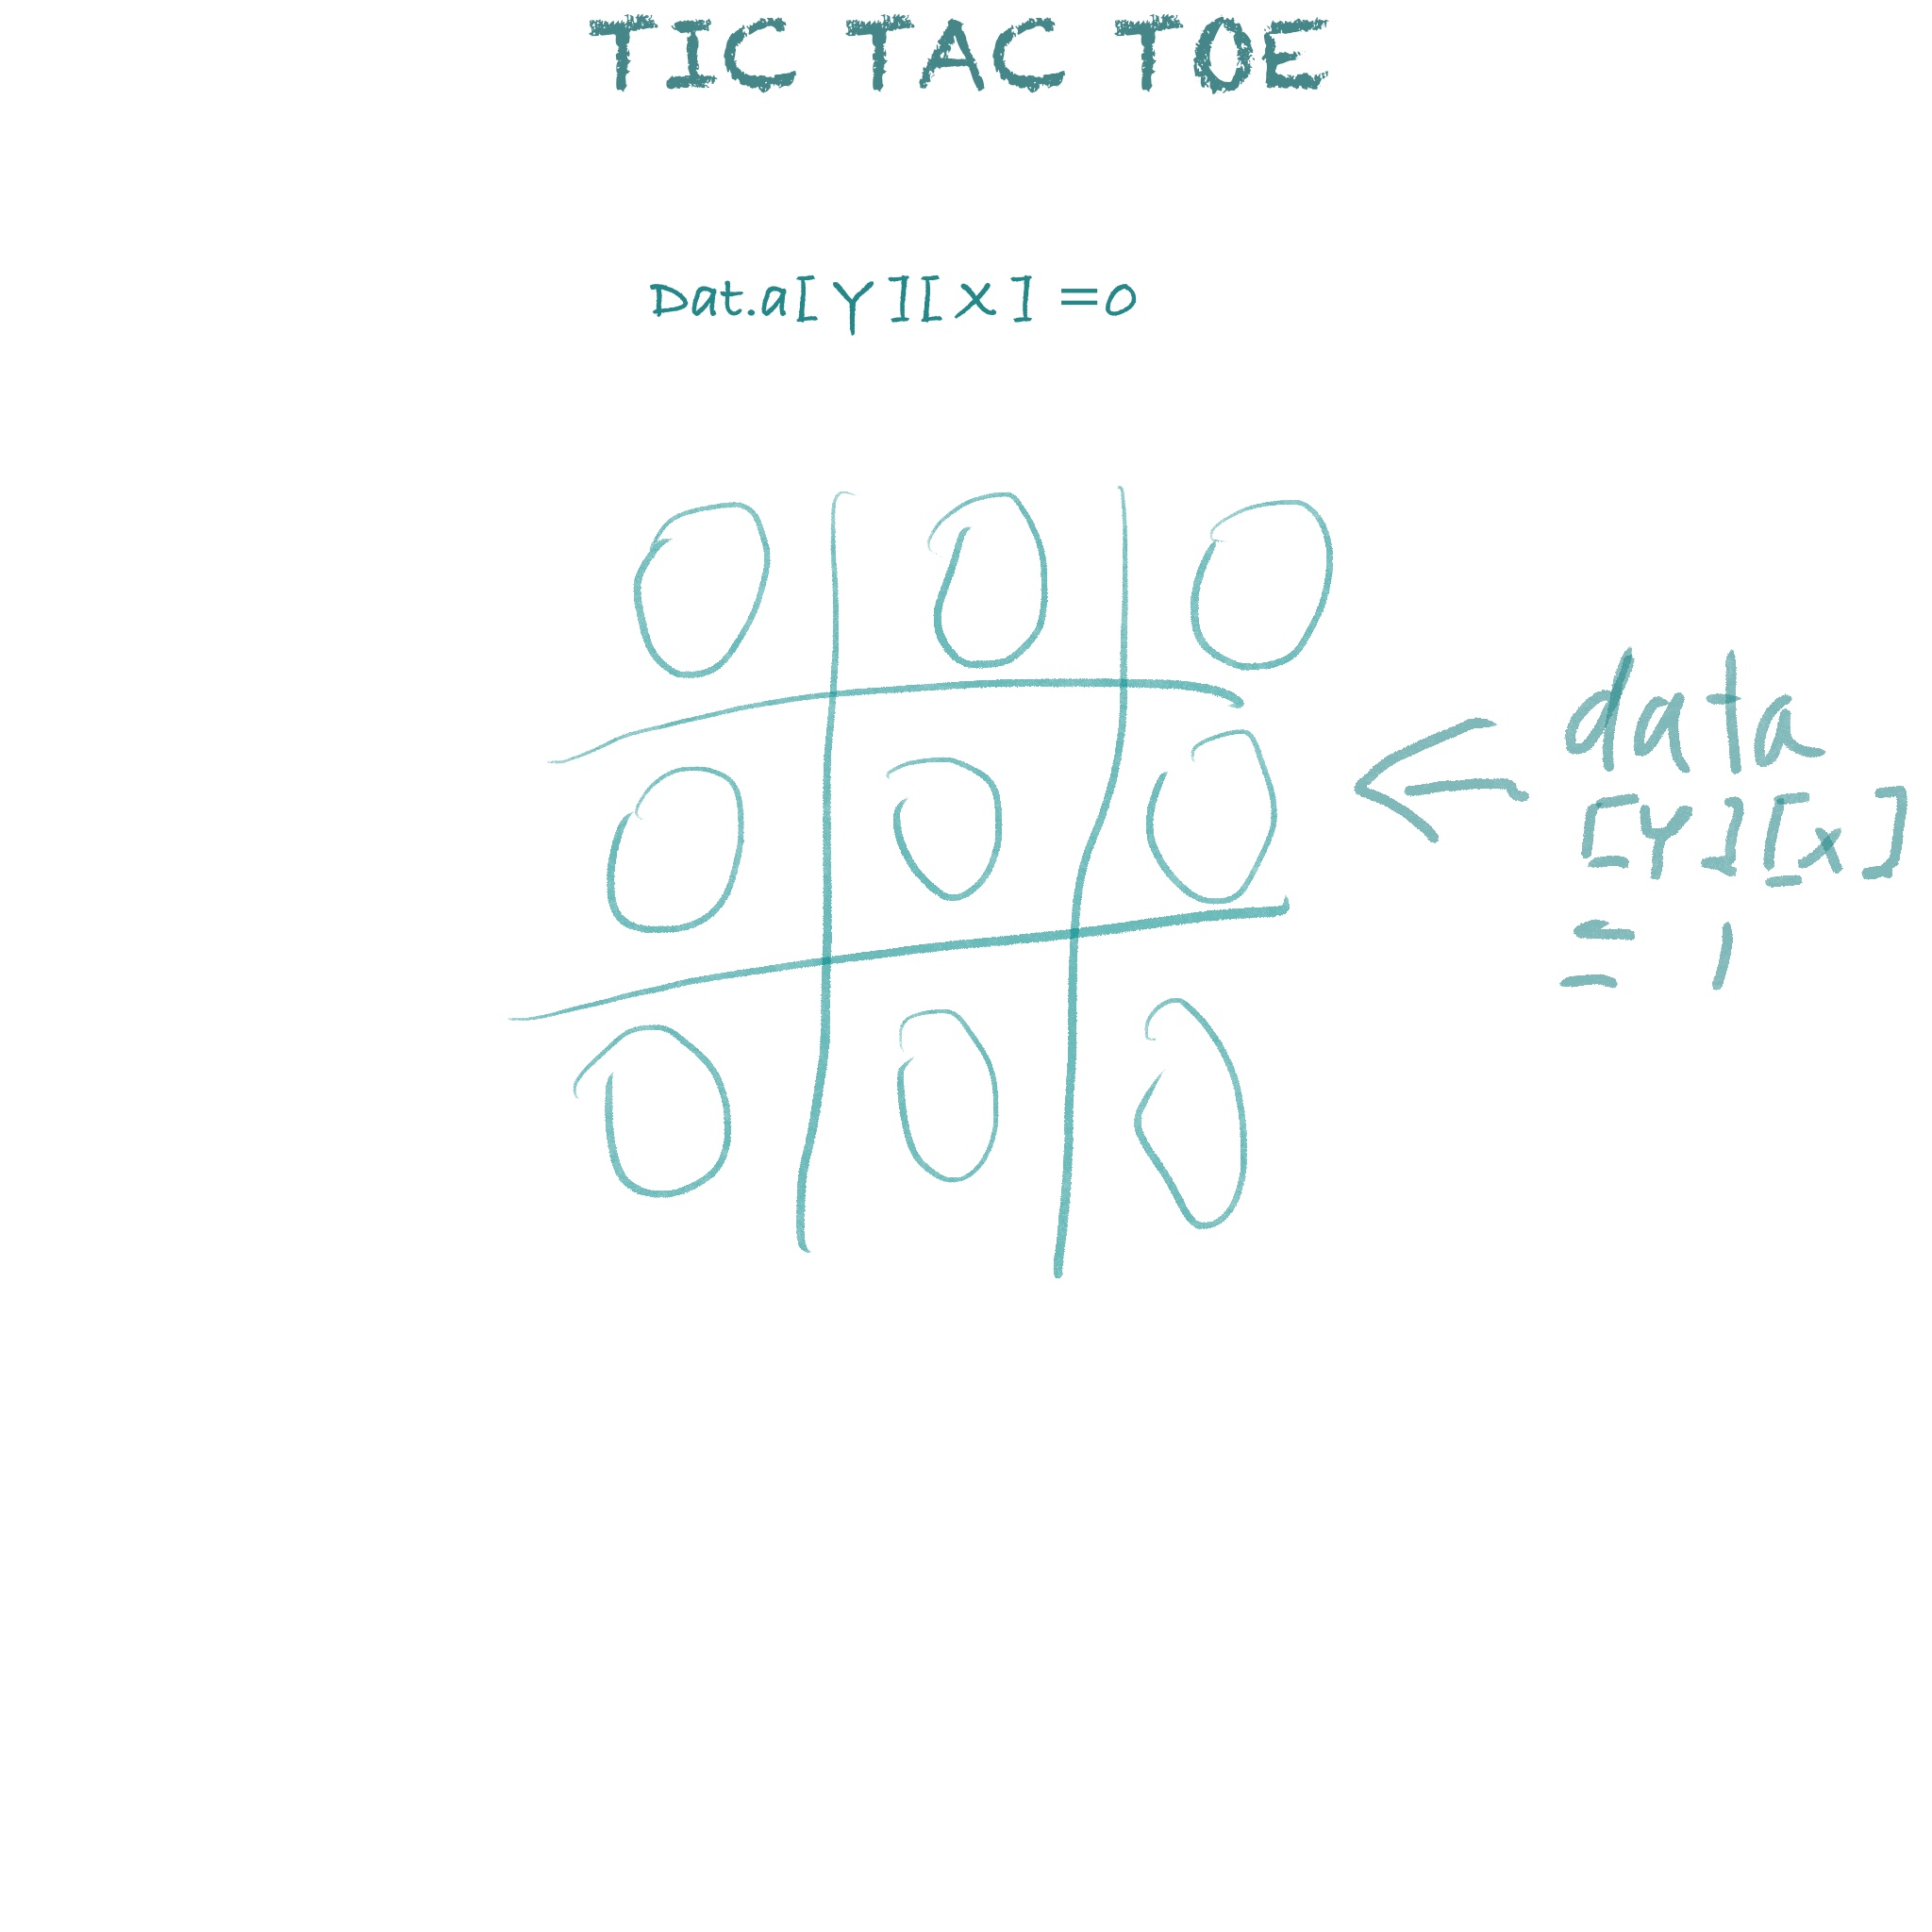 TIC TAC TOE
Dat.a[Y][X]=0
O O O
data
O O O
[Y][x]
= 1
O O O